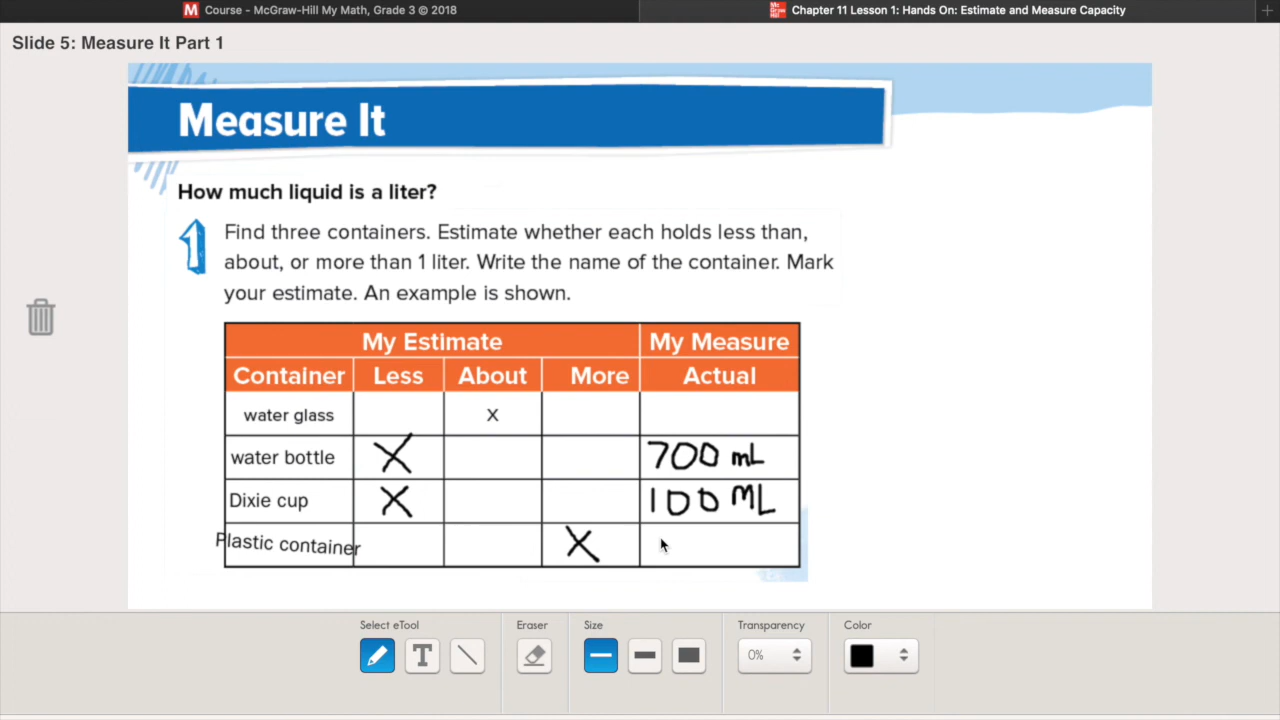 Course - McGraw-Hill My Math, Grade 3 © 2018
Mc Graw Hill
Chapter 11 Lesson 1: Hands On: Estimate and Measure Capacity
Slide 5: Measure It Part 1
Measure It
How much liquid is a liter?
1 Find three containers. Estimate whether each holds less than,
about, or more than 1 liter. Write the name of the container. Mark
your estimate. An example is shown.
My Estimate My Measure
Container Less About More Actual
water glass x
water bottle X 700 mL
Dixie cup X 100 ML
Plastic container X
Select eTool Eraser Size Transparency Color
T 0%